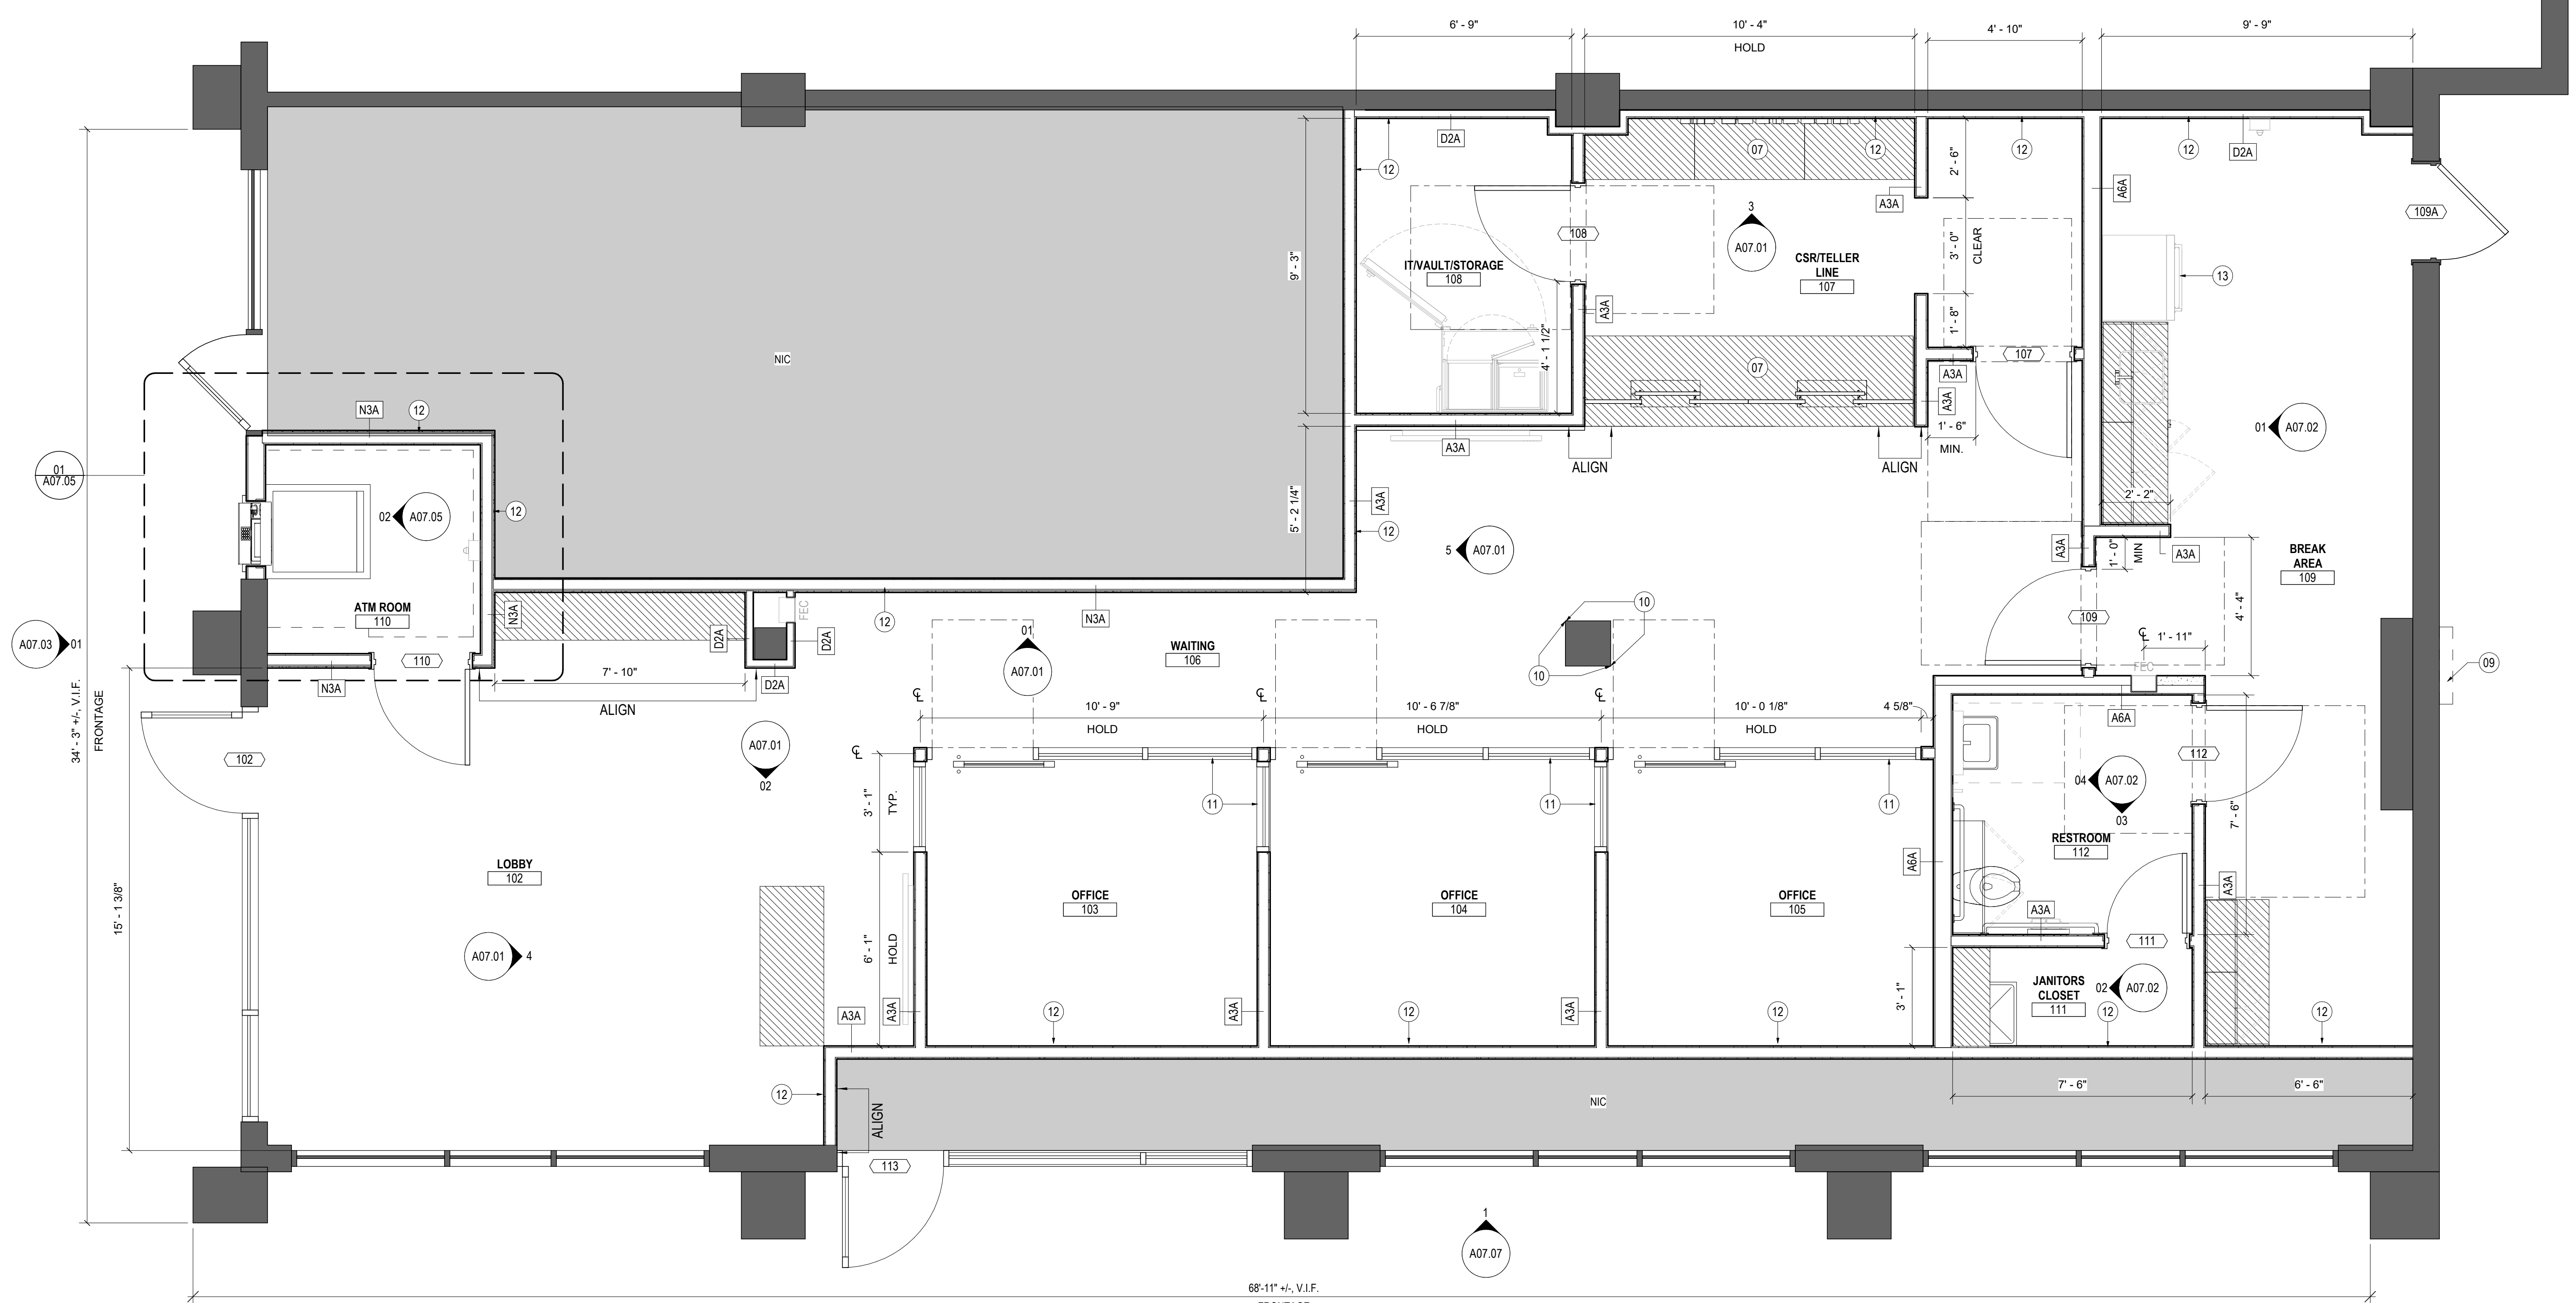 6' - 9"
10' - 4"
HOLD
4' - 10"
9' - 9"
D2A
12
12
07
12
12
12
D2A
2' - 6"
A3A
A6A
109A
3
A07.01
108
3' - 0"
CLEAR
9' - 3"
IT/VAULT/STORAGE
108
CSR/TELLER
LINE
107
13
A3A
1' - 8"
4' - 1 1/2"
NIC
107
07
A3A
A3A
N3A
12
1' - 6"
MIN.
01
A07.02
A3A
ALIGN
ALIGN
01
A07.05
02
A07.05
12
A3A
12
5' - 2 1/4"
2' - 2"
5
A07.01
A3A
1' - 0"
MIN
A3A
BREAK
AREA
109
ATM ROOM
110
N3A
FEC
12
N3A
10
109
4' - 4"
A07.03
01
D2A
D2A
01
A07.01
WAITING
106
10
℄
1' - 11"
FEC
09
110
N3A
7' - 10"
D2A
ALIGN
34' - 3" +/-, V.I.F.
FRONTAGE
℄
℄
℄
10' - 9"
HOLD
10' - 6 7/8"
HOLD
10' - 0 1/8"
HOLD
4 5/8"
A6A
102
A07.01
02
℄
112
04
A07.02
03
11
11
11
3' - 1"
TYP.
7' - 6"
RESTROOM
112
LOBBY
102
A6A
A3A
15' - 1 3/8"
OFFICE
103
OFFICE
104
OFFICE
105
A3A
111
A07.01
4
6' - 1"
HOLD
3' - 1"
JANITORS
CLOSET
111
02
A07.02
A3A
A3A
A3A
A3A
12
12
12
12
12
12
ALIGN
NIC
7' - 6"
6' - 6"
113
1
A07.07
68'-11" +/-, V.I.F.